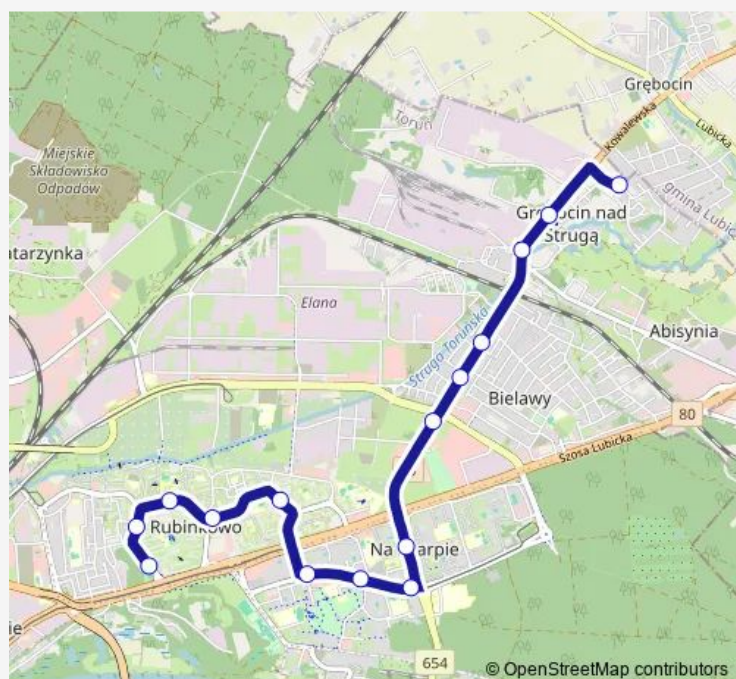 Grębocin
Kowalewska
Lubicka
Toruń
Miejskie
Składowisko
Odpadów
gmina Lubicz
Grębocin nad
Strugą
Elana
Struga Toruńska
Abisynia
Bielawy
80
Szosa Lubicka
Rubinkowo
Na Skarpie
654
© OpenStreetMap contributors